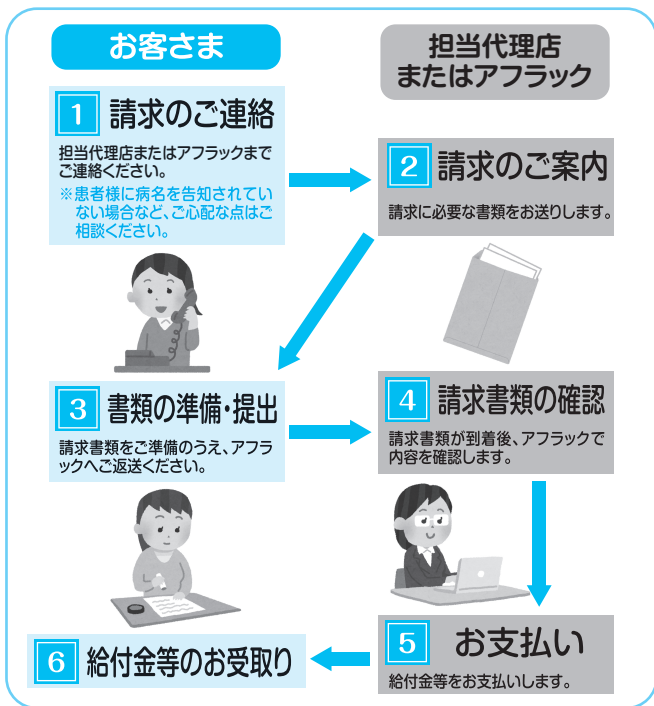 お客さま
担当代理店
またはアフラック
1 請求のご連絡
担当代理店またはアフラックまで
ご連絡ください。
※患者様に病名を告知されてい
ない場合など、ご心配な点はご
相談ください。
2 請求のご案内
請求に必要な書類をお送りします。
3 書類の準備・提出
請求書類をご準備のうえ、アフラ
ックへご返送ください。
4 請求書類の確認
請求書類が到着後、アフラックで
内容を確認します。
5 お支払い
給付金等をお支払いします。
6 給付金等のお受取り